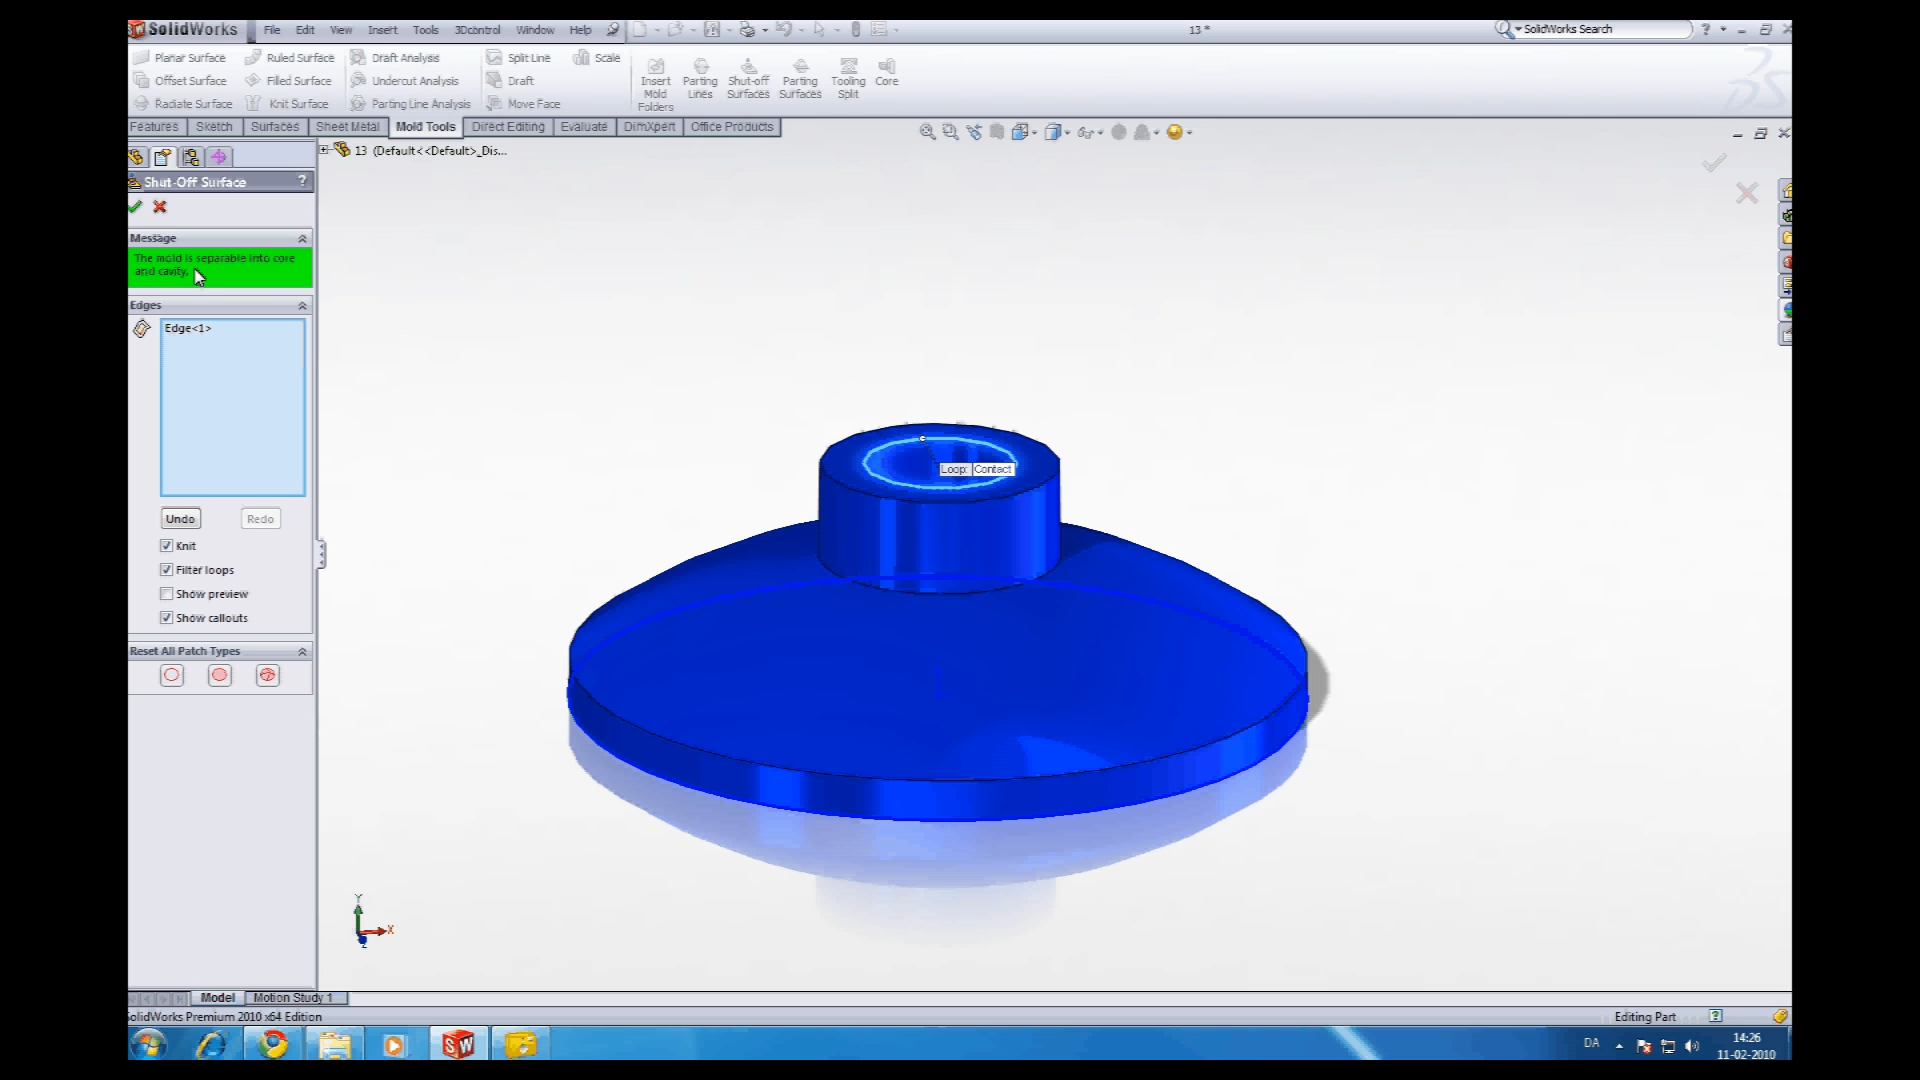 SolidWorks File Edit View Insert Tools 3Dcontrol Window Help 13 * SolidWorks Search ?
Planar Surface Ruled Surface Draft Analysis Split Line Scale
Offset Surface Filled Surface Undercut Analysis Draft
Radiate Surface Knit Surface Parting Line Analysis Move Face
Insert Mold Folders
Parting Lines
Shut-off Surfaces
Parting Surfaces
Tooling Split
Core
Features Sketch Surfaces Sheet Metal Mold Tools Direct Editing Evaluate DimXpert Office Products
13 (Default<<Default>_Dis...
Shut-Off Surface ?
Message
The mold is separable into core
and cavity.
Edges
Edge<1>
Loop: Contact
Undo Redo
Knit
Filter loops
Show preview
Show callouts
Reset All Patch Types
Y
X
Z
Model Motion Study 1
SolidWorks Premium 2010 x64 Edition Editing Part ?
SW
DA 14:26
11-02-2010